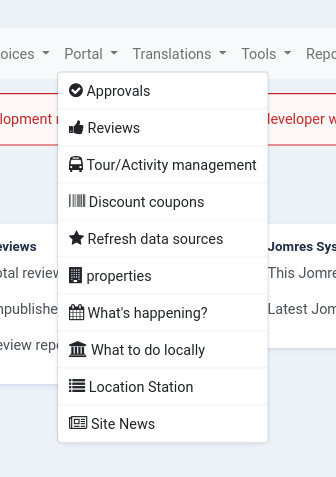 oices Portal Translations Tools Repo
lopment
developer w
Approvals
Reviews
Tour/Activity management
Discount coupons
Refresh data sources
properties
What's happening?
What to do locally
Location Station
Site News
eviews
otal review
npublishe
eview repo
Jomres Sys
This Jomre
Latest Jom